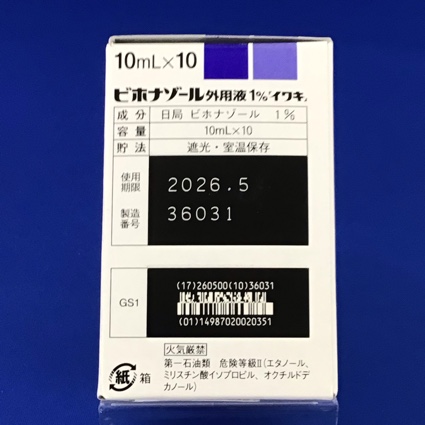 10mL×10
ビホナゾール外用液1%「イワキ」
成分 日局 ビホナゾール 1%
容量 10mL×10
貯法 遮光・室温保存
使用期限 2026.5
製造番号 36031
(17)260500(10)36031
GS1
(01)14987020020351
火気厳禁
第一石油類 危険等級Ⅱ(エタノール、
ミリスチン酸イソプロピル、オクチルドデ
カノール)
紙 箱